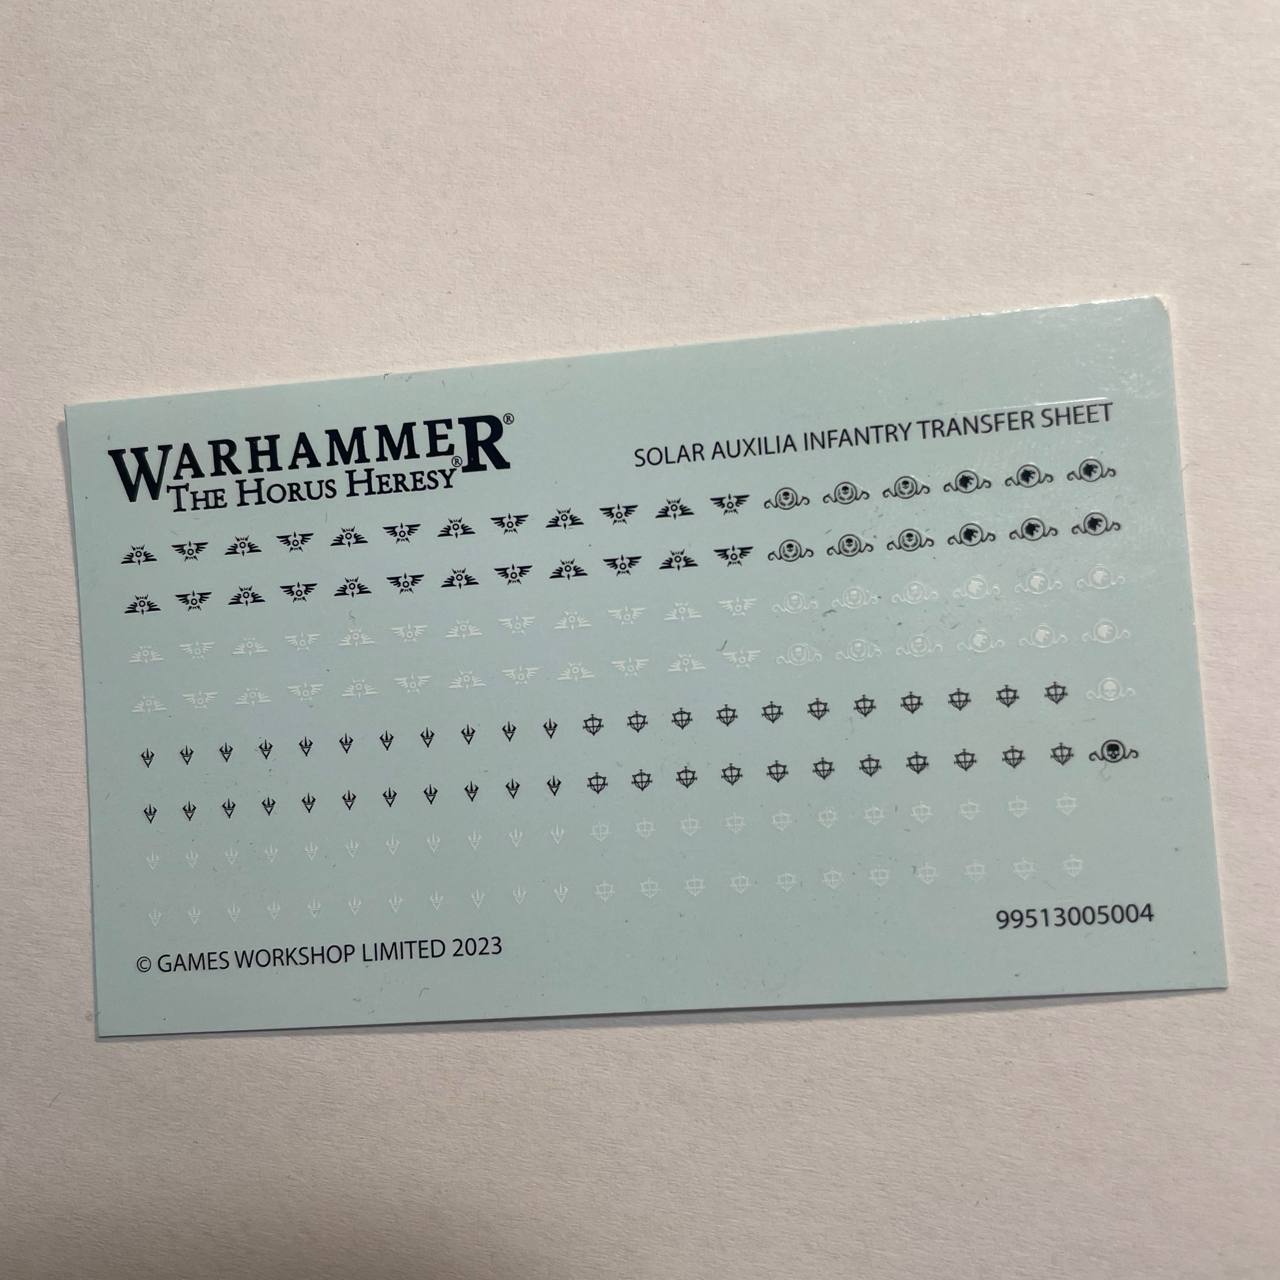 WARHAMMER®
THE HORUS HERESY®
SOLAR AUXILIA INFANTRY TRANSFER SHEET
99513005004
© GAMES WORKSHOP LIMITED 2023